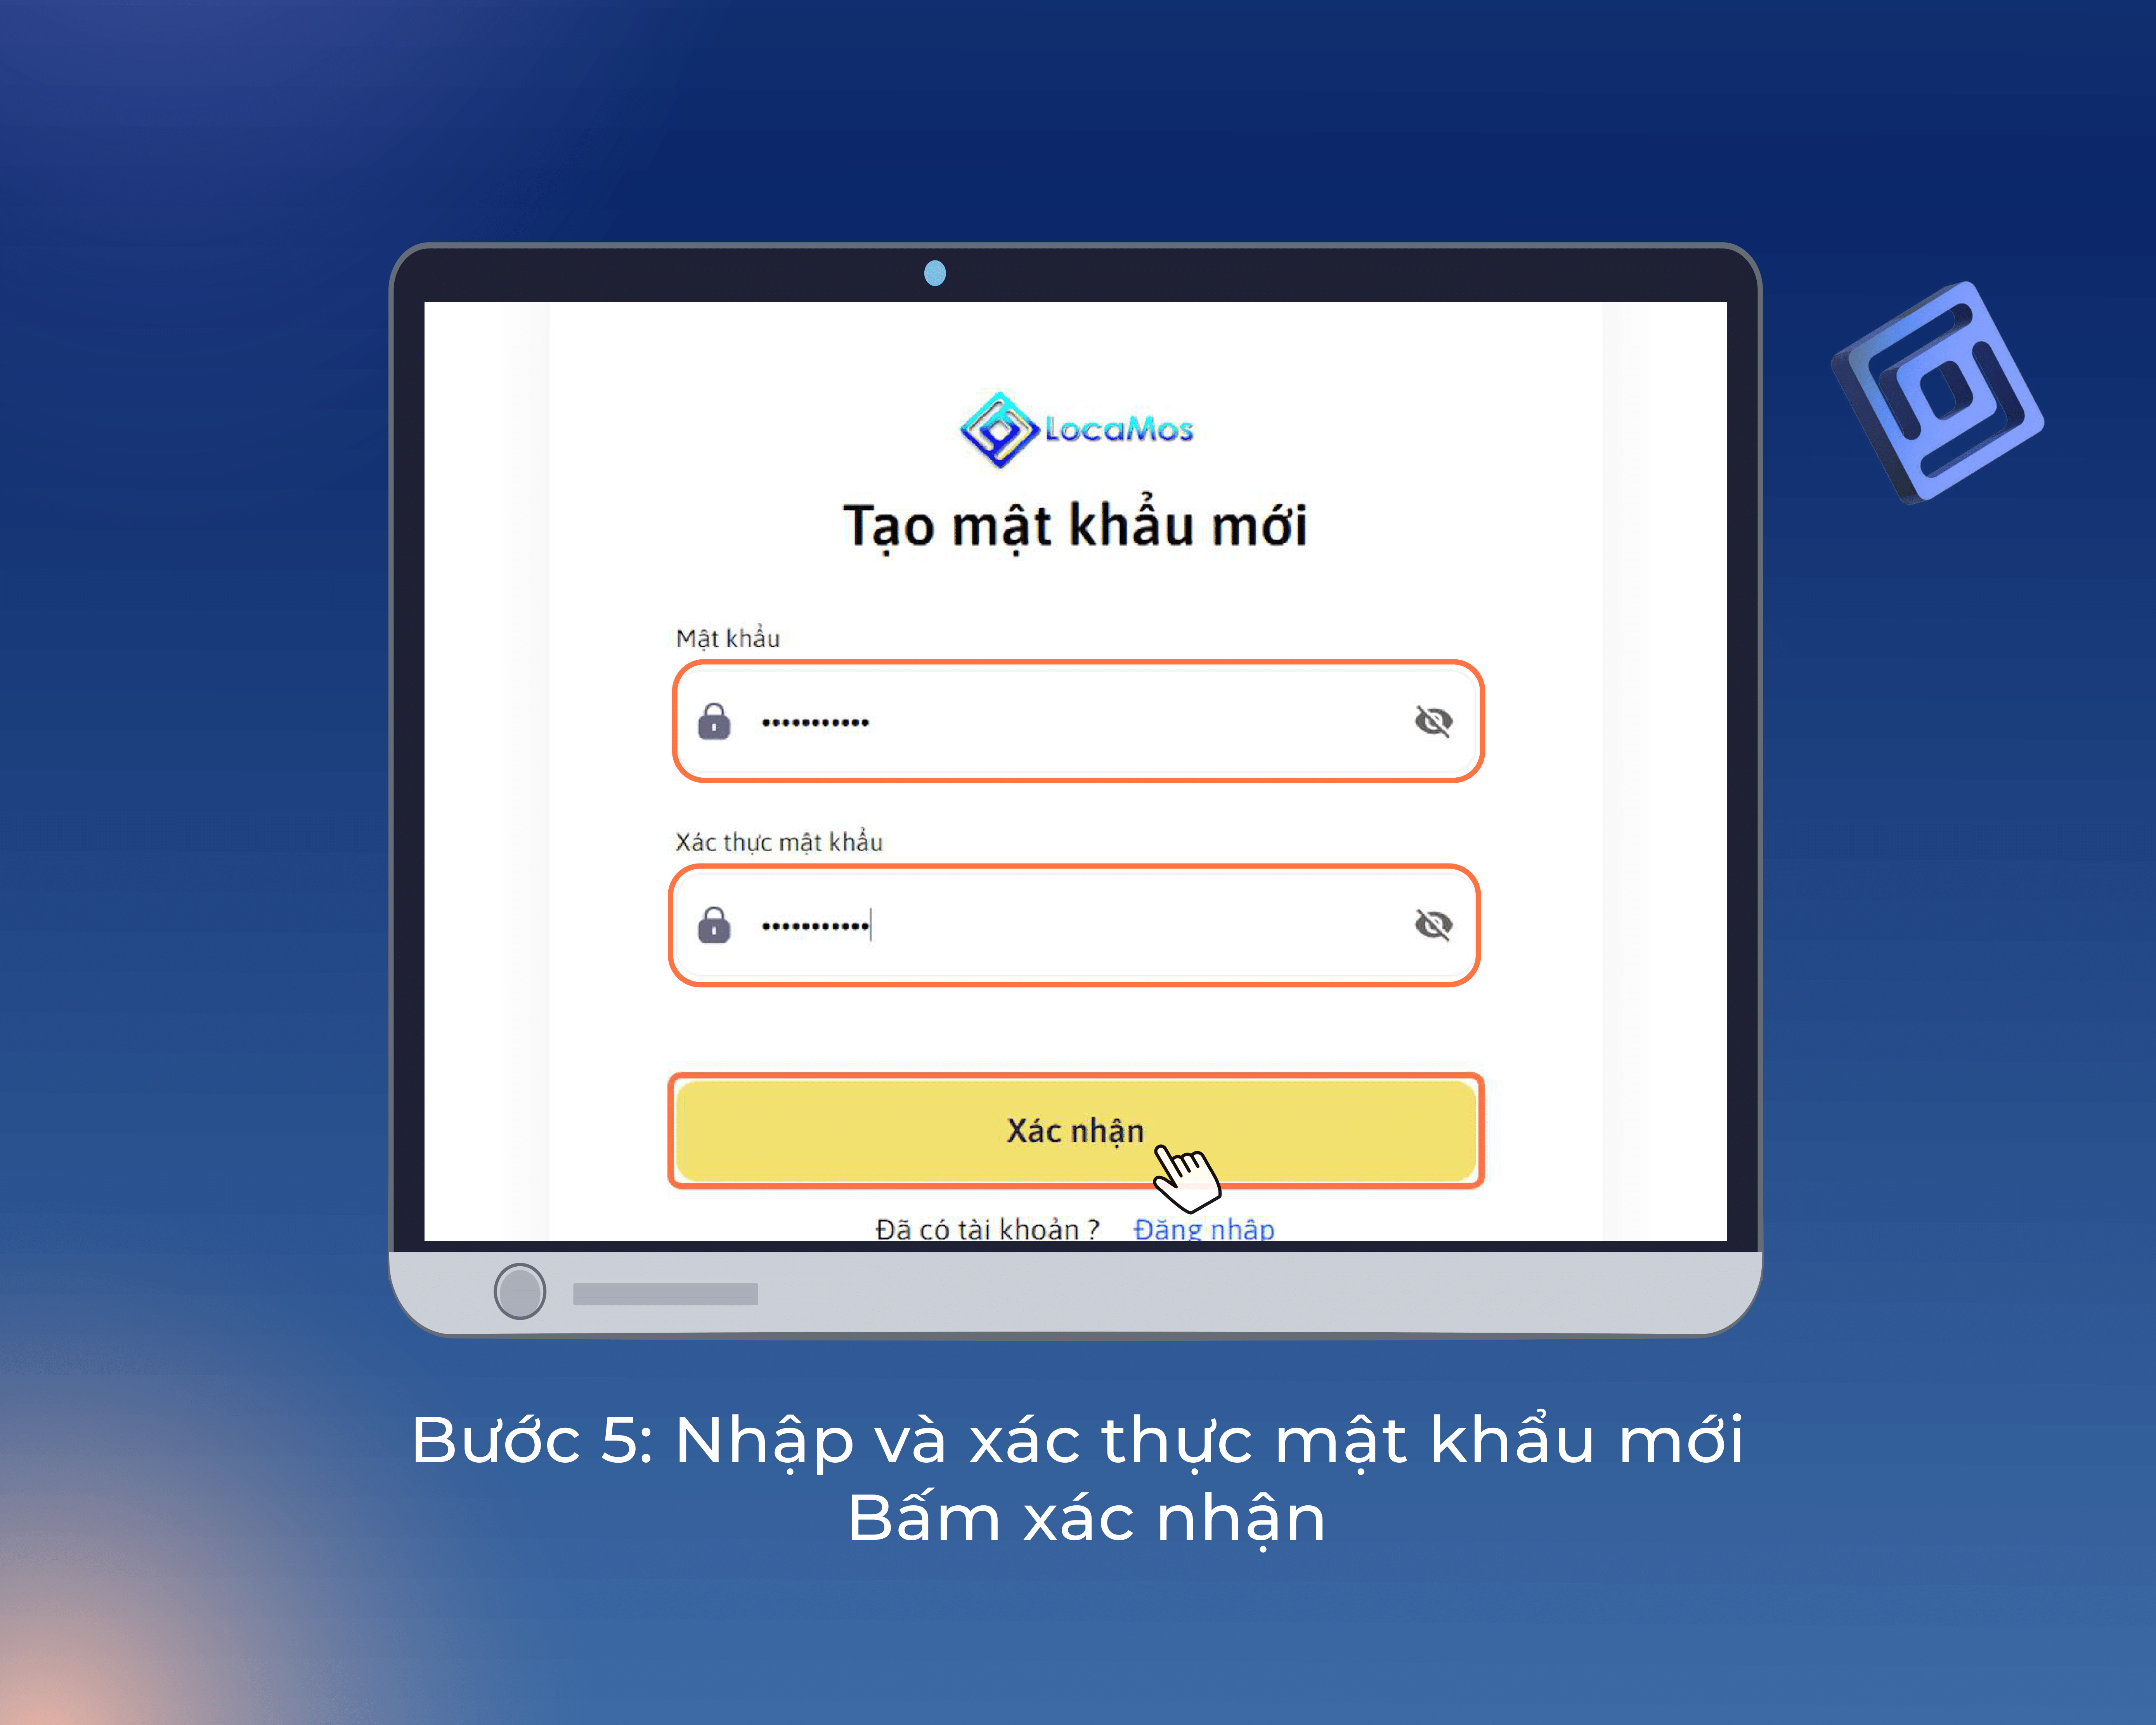 LocaMos
Tạo mật khẩu mới
Mật khẩu
Xác thực mật khẩu
Xác nhận
Đã có tài khoản ? Đăng nhập
Bước 5: Nhập và xác thực mật khẩu mới
Bấm xác nhận